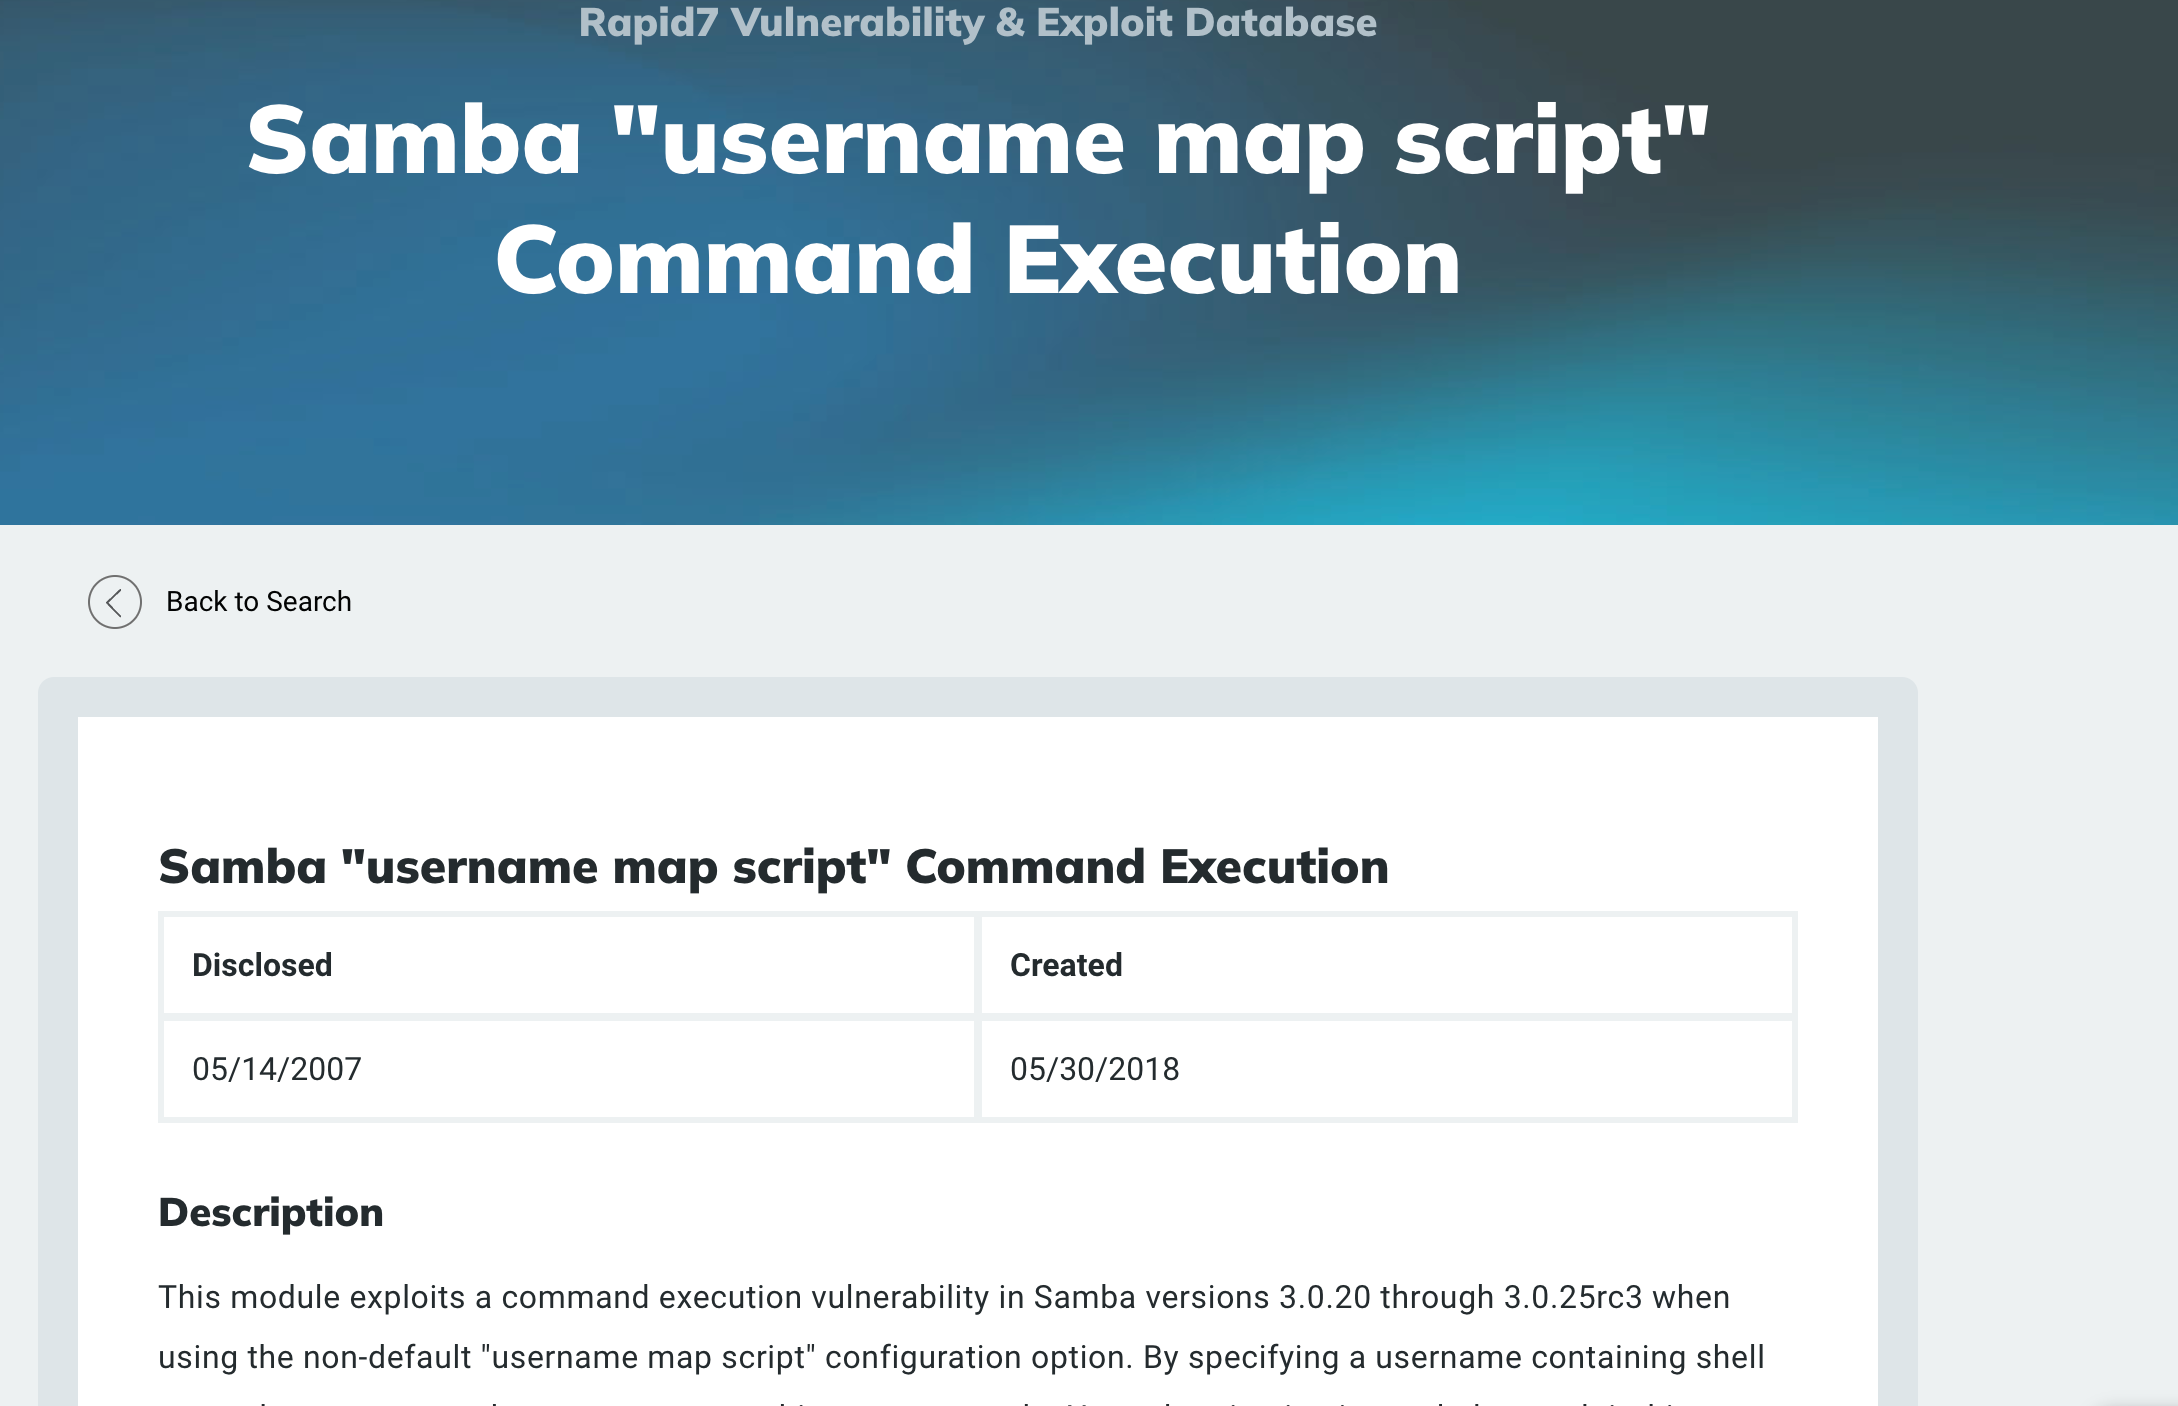 Rapid7 Vulnerability & Exploit Database
Samba "username map script"
Command Execution
Back to Search
Samba "username map script" Command Execution
Disclosed Created
05/14/2007 05/30/2018
Description
This module exploits a command execution vulnerability in Samba versions 3.0.20 through 3.0.25rc3 when
using the non-default "username map script" configuration option. By specifying a username containing shell